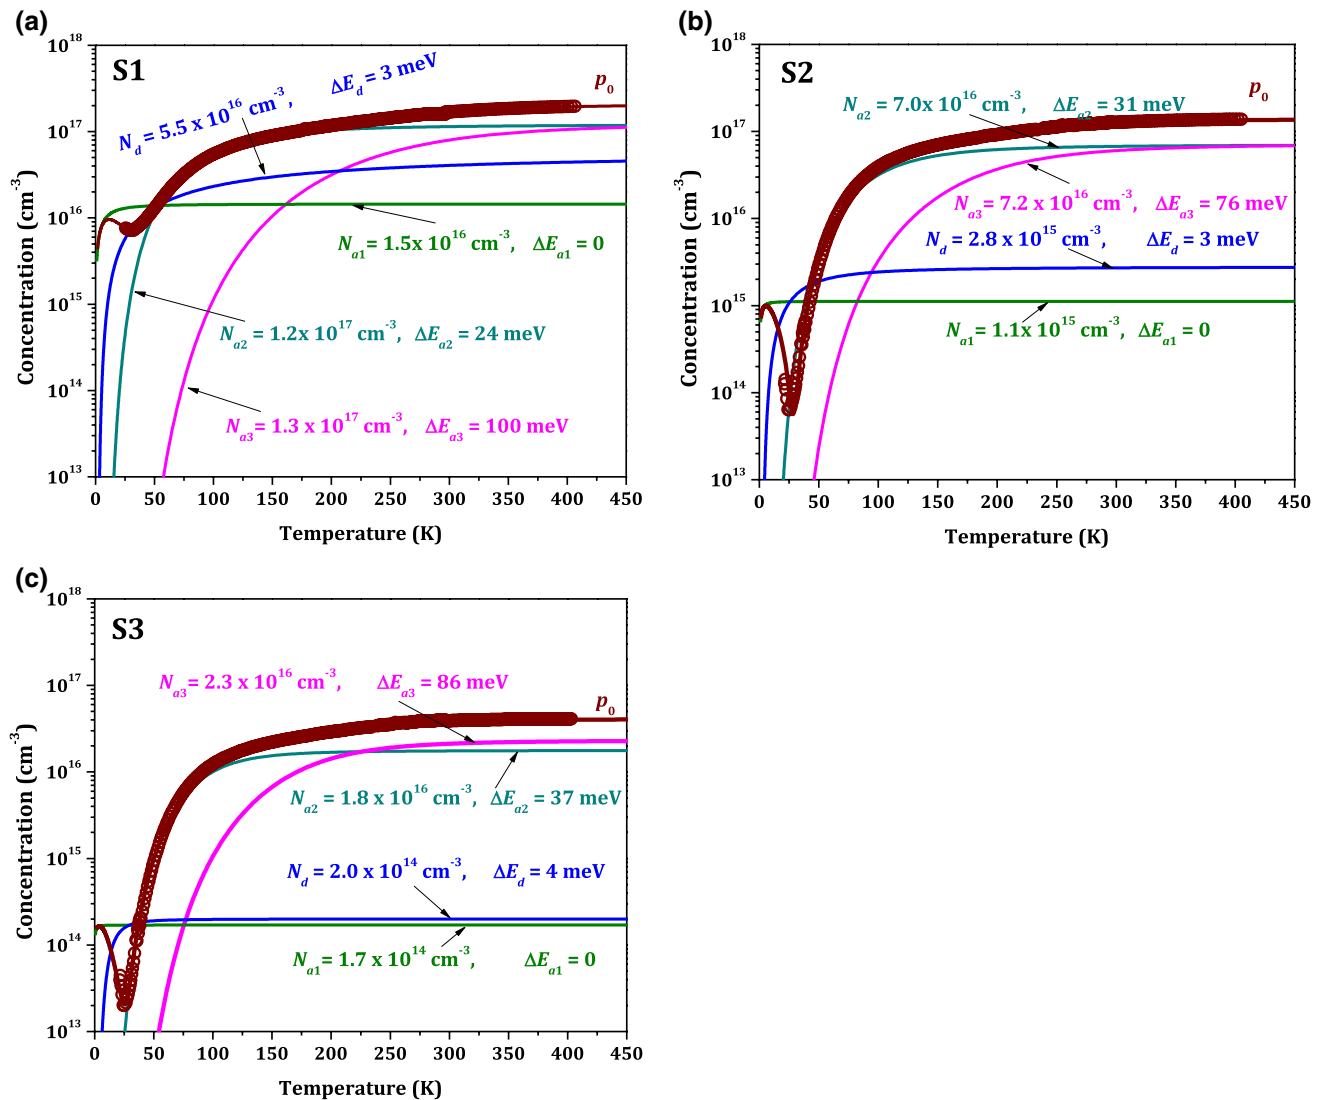 (a)
S1
N_d = 5.5 x 10^16 cm^-3, ΔE_d = 3 meV
p_0
N_a1 = 1.5x 10^16 cm^-3, ΔE_a1 = 0
N_a2 = 1.2x 10^17 cm^-3, ΔE_a2 = 24 meV
N_a3 = 1.3 x 10^17 cm^-3, ΔE_a3 = 100 meV
Concentration (cm^-3)
10^18
10^17
10^16
10^15
10^14
10^13
0 50 100 150 200 250 300 350 400 450
Temperature (K)
(b)
S2
N_a2 = 7.0x 10^16 cm^-3, ΔE_a2 = 31 meV
p_0
N_a3 = 7.2 x 10^16 cm^-3, ΔE_a3 = 76 meV
N_d = 2.8 x 10^15 cm^-3, ΔE_d = 3 meV
N_a1 = 1.1x 10^15 cm^-3, ΔE_a1 = 0
Concentration (cm^-3)
10^18
10^17
10^16
10^15
10^14
10^13
0 50 100 150 200 250 300 350 400 450
Temperature (K)
(c)
S3
N_a3 = 2.3 x 10^16 cm^-3, ΔE_a3 = 86 meV
p_0
N_a2 = 1.8 x 10^16 cm^-3, ΔE_a2 = 37 meV
N_d = 2.0 x 10^14 cm^-3, ΔE_d = 4 meV
N_a1 = 1.7 x 10^14 cm^-3, ΔE_a1 = 0
Concentration (cm^-3)
10^18
10^17
10^16
10^15
10^14
10^13
0 50 100 150 200 250 300 350 400 450
Temperature (K)